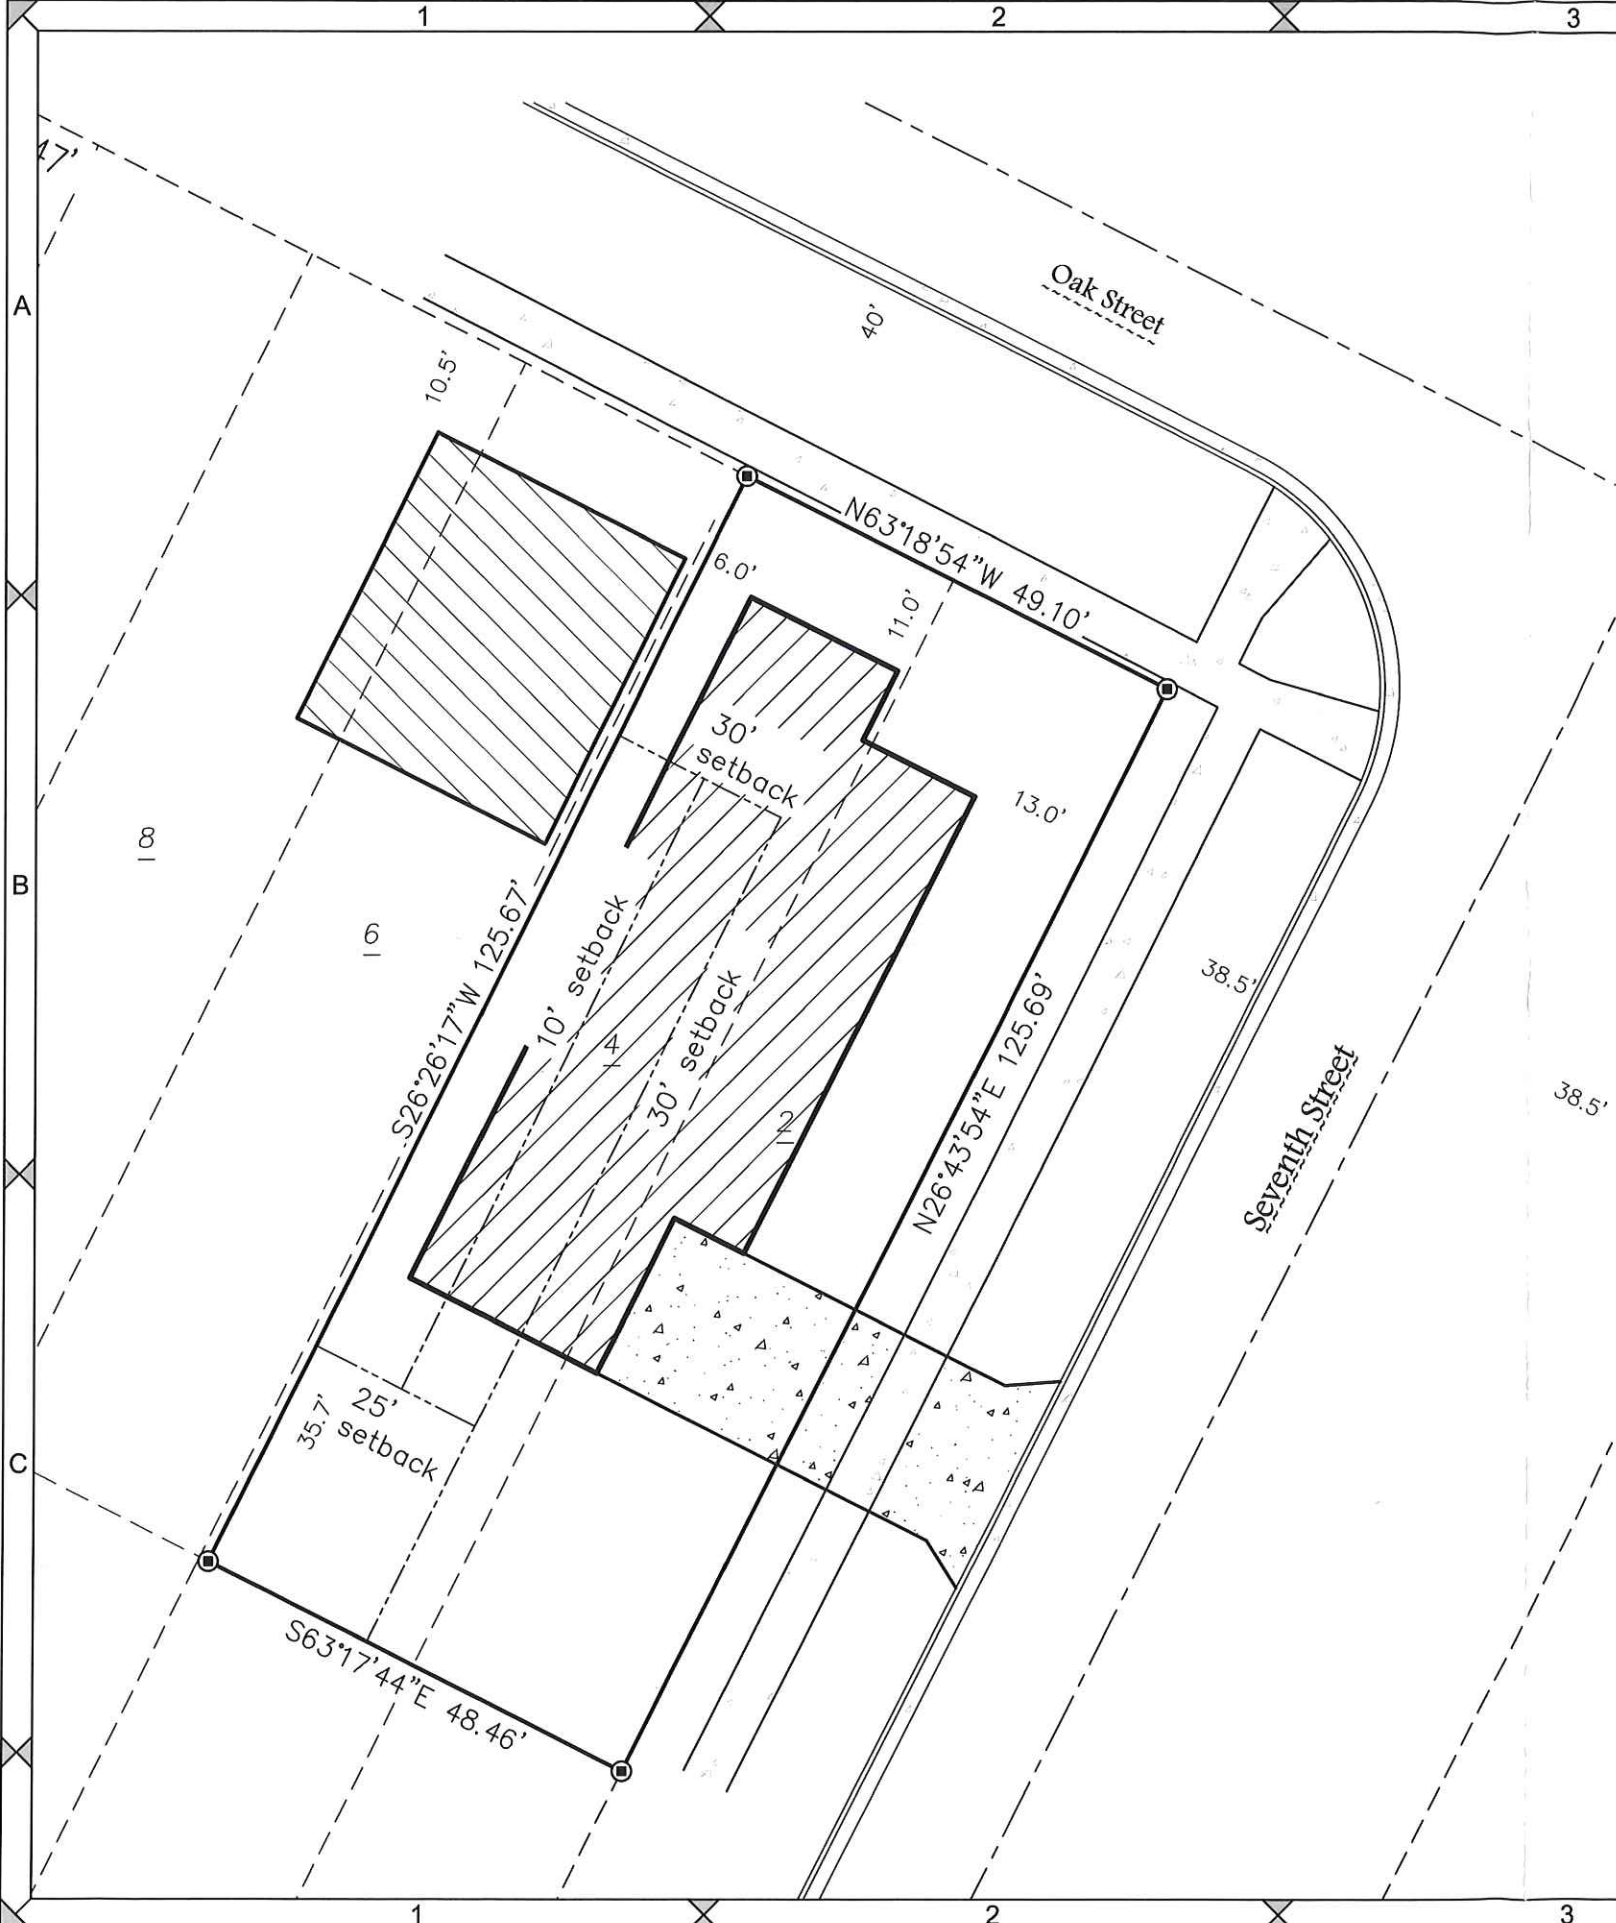 1
2
3
47'
Oak Street
A
40'
10.5'
N63°18'54"W 49.10'
6.0'
11.0'
30'
setback
13.0'
8
B
6
S26°26'17"W 125.67'
10' setback
4
30' setback
2
N26°43'54"E 125.69'
38.5'
Seventh Street
38.5'
25'
setback
35.7'
C
S63°17'44"E 48.46'
1
2
3